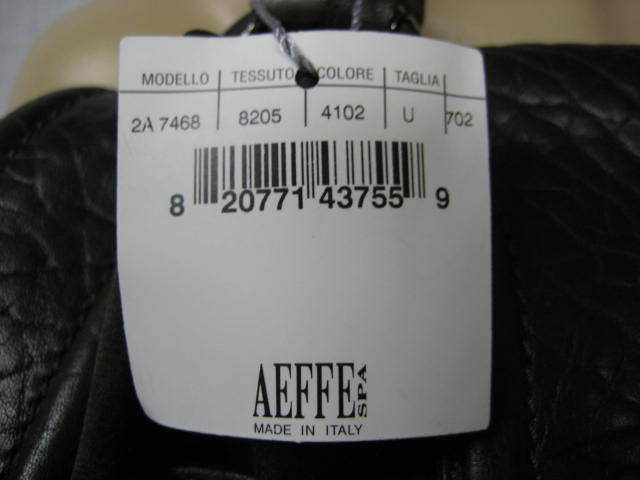 MODELLO TESSUTO COLORE TAGLIA
2A 7468 8205 4102 U 702
8 20771 43755 9
AEFFE SPA
MADE IN ITALY